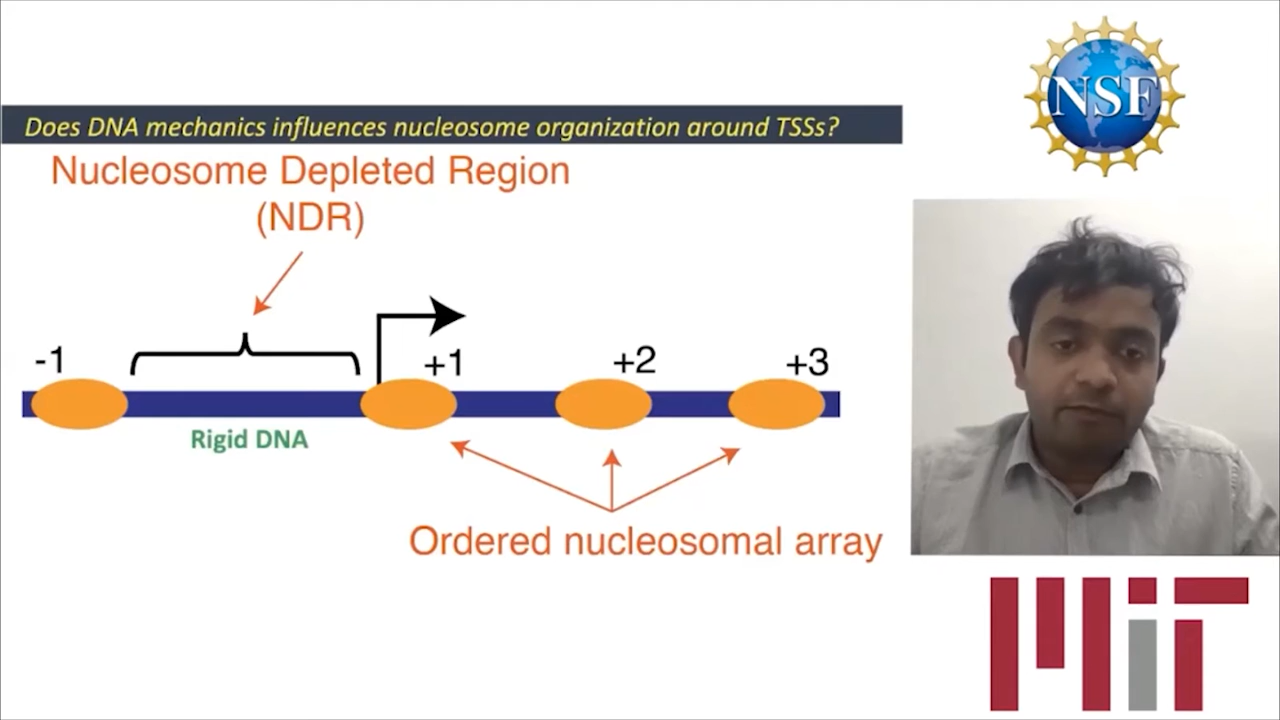 Does DNA mechanics influences nucleosome organization around TSSs?
Nucleosome Depleted Region
(NDR)
-1
+1
+2
+3
Rigid DNA
Ordered nucleosomal array
NSF
MIT